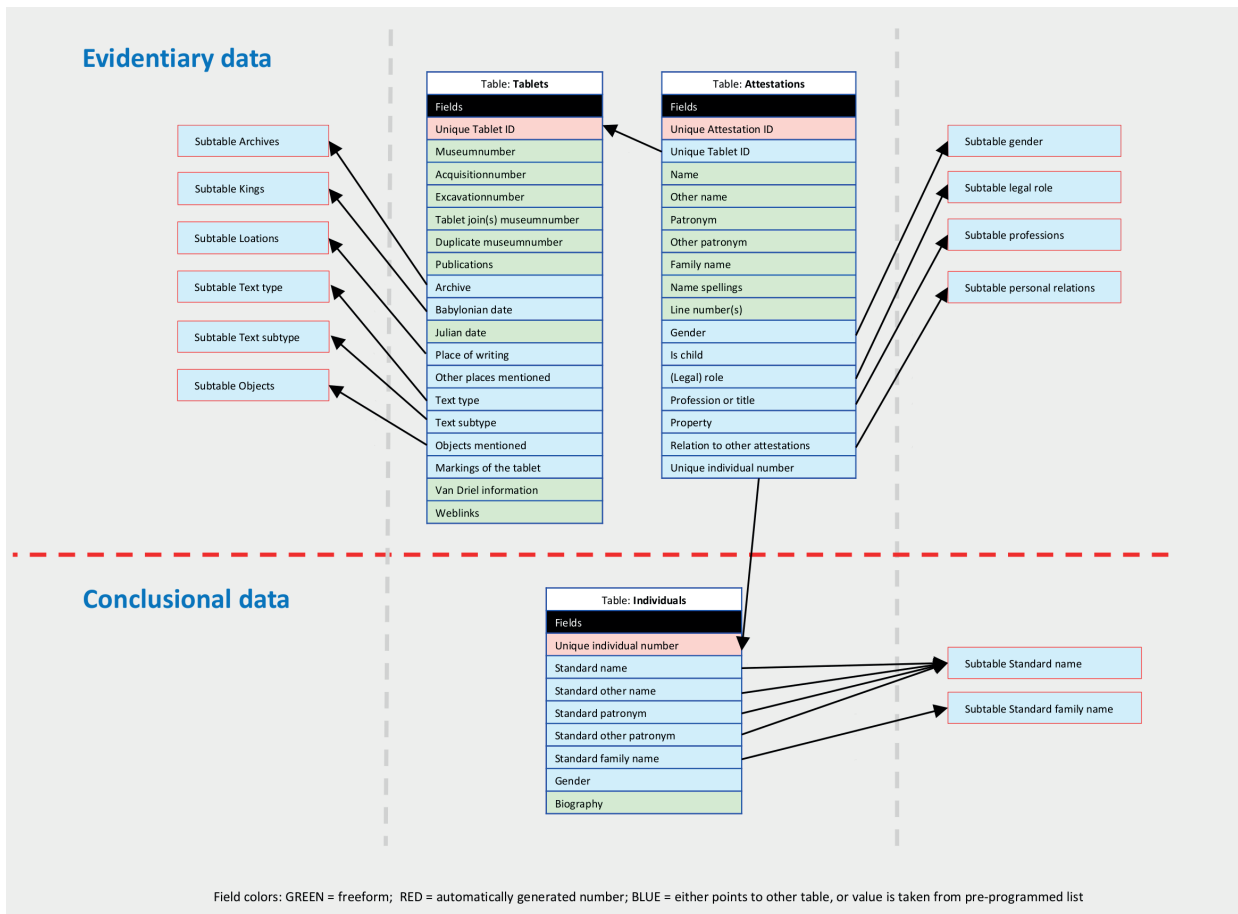 Evidentiary data
Subtable Archives
Subtable Kings
Subtable Loations
Subtable Text type
Subtable Text subtype
Subtable Objects
Table: Tablets
Fields
Unique Tablet ID
Museumnumber
Acquisitionnumber
Excavationnumber
Tablet join(s) museumnumber
Duplicate museumnumber
Publications
Archive
Babylonian date
Julian date
Place of writing
Other places mentioned
Text type
Text subtype
Objects mentioned
Markings of the tablet
Van Driel information
Weblinks
Table: Attestations
Fields
Unique Attestation ID
Unique Tablet ID
Name
Other name
Patronym
Other patronym
Family name
Name spellings
Line number(s)
Gender
Is child
(Legal) role
Profession or title
Property
Relation to other attestations
Unique individual number
Subtable gender
Subtable legal role
Subtable professions
Subtable personal relations
Conclusional data
Table: Individuals
Fields
Unique individual number
Standard name
Standard other name
Standard patronym
Standard other patronym
Standard family name
Gender
Biography
Subtable Standard name
Subtable Standard family name
Field colors: GREEN = freeform; RED = automatically generated number; BLUE = either points to other table, or value is taken from pre-programmed list